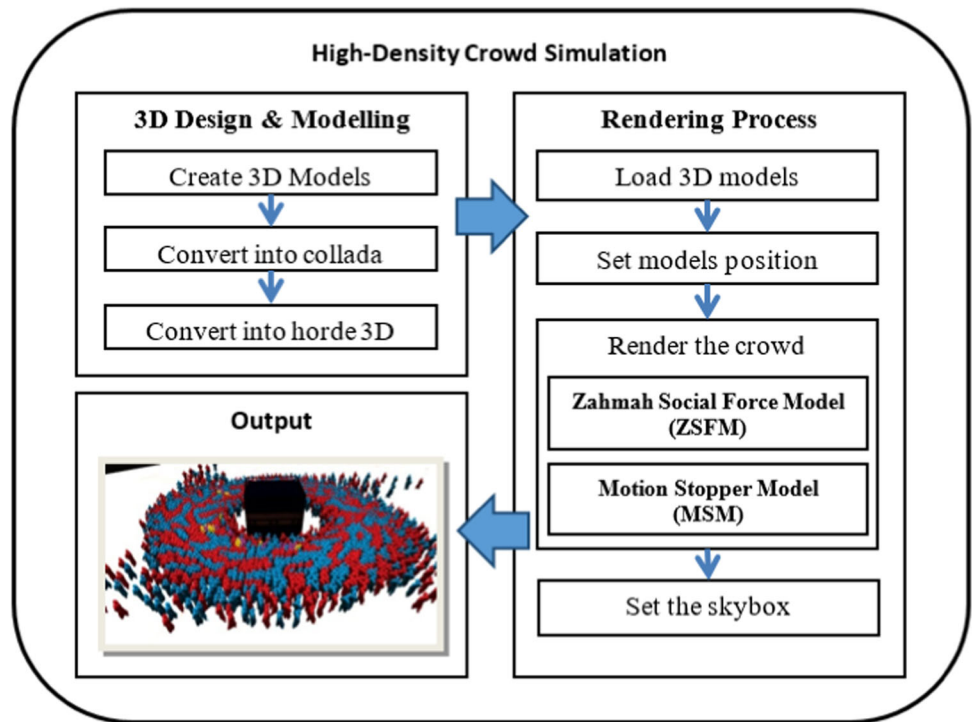 High-Density Crowd Simulation
3D Design & Modelling
Create 3D Models
Convert into collada
Convert into horde 3D
Rendering Process
Load 3D models
Set models position
Render the crowd
Zahmah Social Force Model
(ZSFM)
Motion Stopper Model
(MSM)
Set the skybox
Output